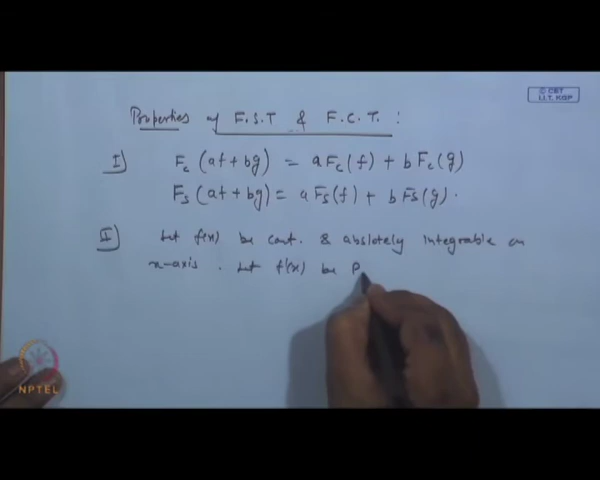 © CET
I.I.T. KGP
Properties of F.S.T & F.C.T. :
I) Fc (af + bg) = a Fc(f) + b Fc(g)
Fs (af + bg) = a Fs(f) + b Fs(g).
II) Let f(x) be cont. & absolutely integrable on
x-axis. Let f'(x) be P
NPTEL